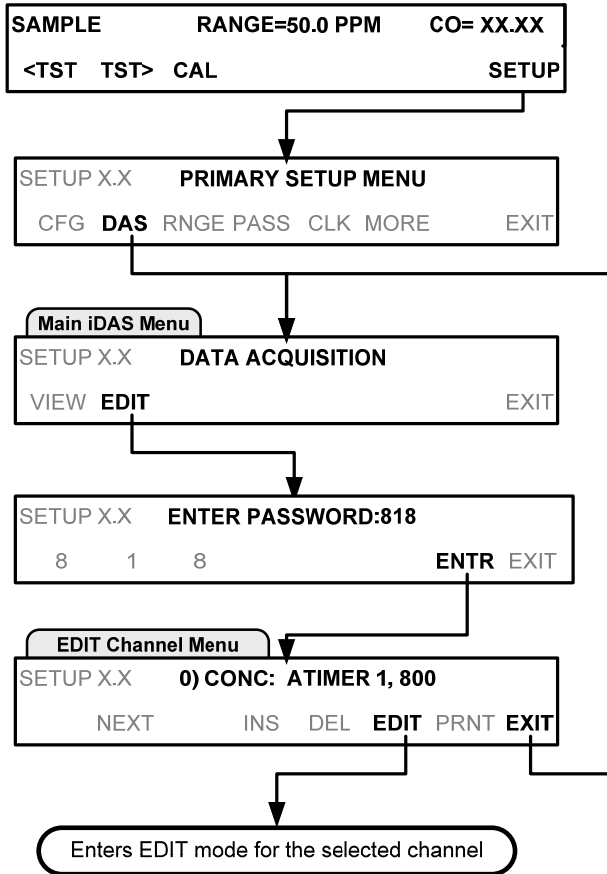 SAMPLE RANGE=50.0 PPM CO= XX.XX
<TST TST> CAL SETUP
SETUP X.X PRIMARY SETUP MENU
CFG DAS RNGE PASS CLK MORE EXIT
Main iDAS Menu
SETUP X.X DATA ACQUISITION
VIEW EDIT EXIT
SETUP X.X ENTER PASSWORD:818
8 1 8 ENTR EXIT
EDIT Channel Menu
SETUP X.X 0) CONC: ATIMER 1, 800
NEXT INS DEL EDIT PRNT EXIT
Enters EDIT mode for the selected channel